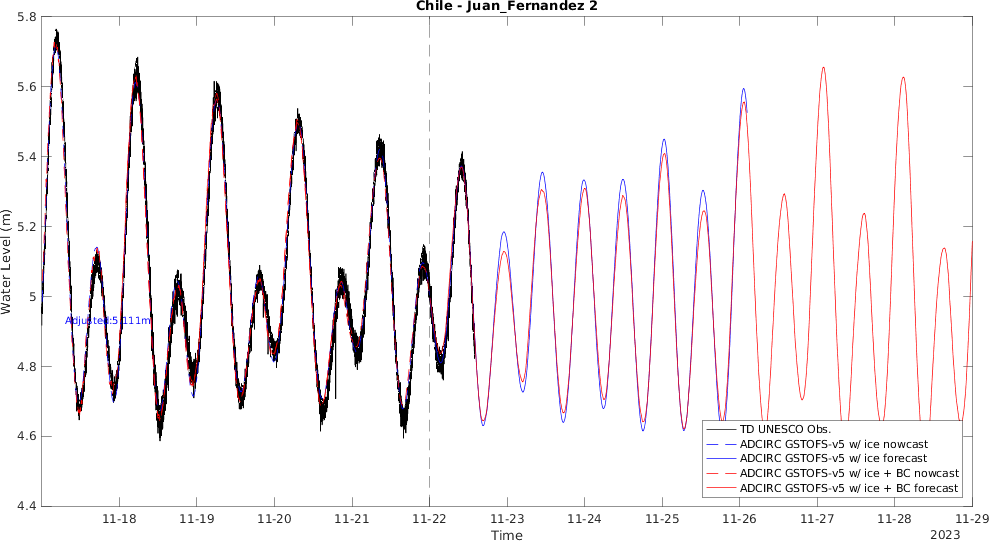 Chile - Juan_Fernandez 2
Water Level (m)
5.8
5.6
5.4
5.2
5
4.8
4.6
4.4
Adjusted:5.111m
TD UNESCO Obs.
ADCIRC GSTOFS-v5 w/ ice nowcast
ADCIRC GSTOFS-v5 w/ ice forecast
ADCIRC GSTOFS-v5 w/ ice + BC nowcast
ADCIRC GSTOFS-v5 w/ ice + BC forecast
11-18 11-19 11-20 11-21 11-22 11-23 11-24 11-25 11-26 11-27 11-28 11-29
Time
2023